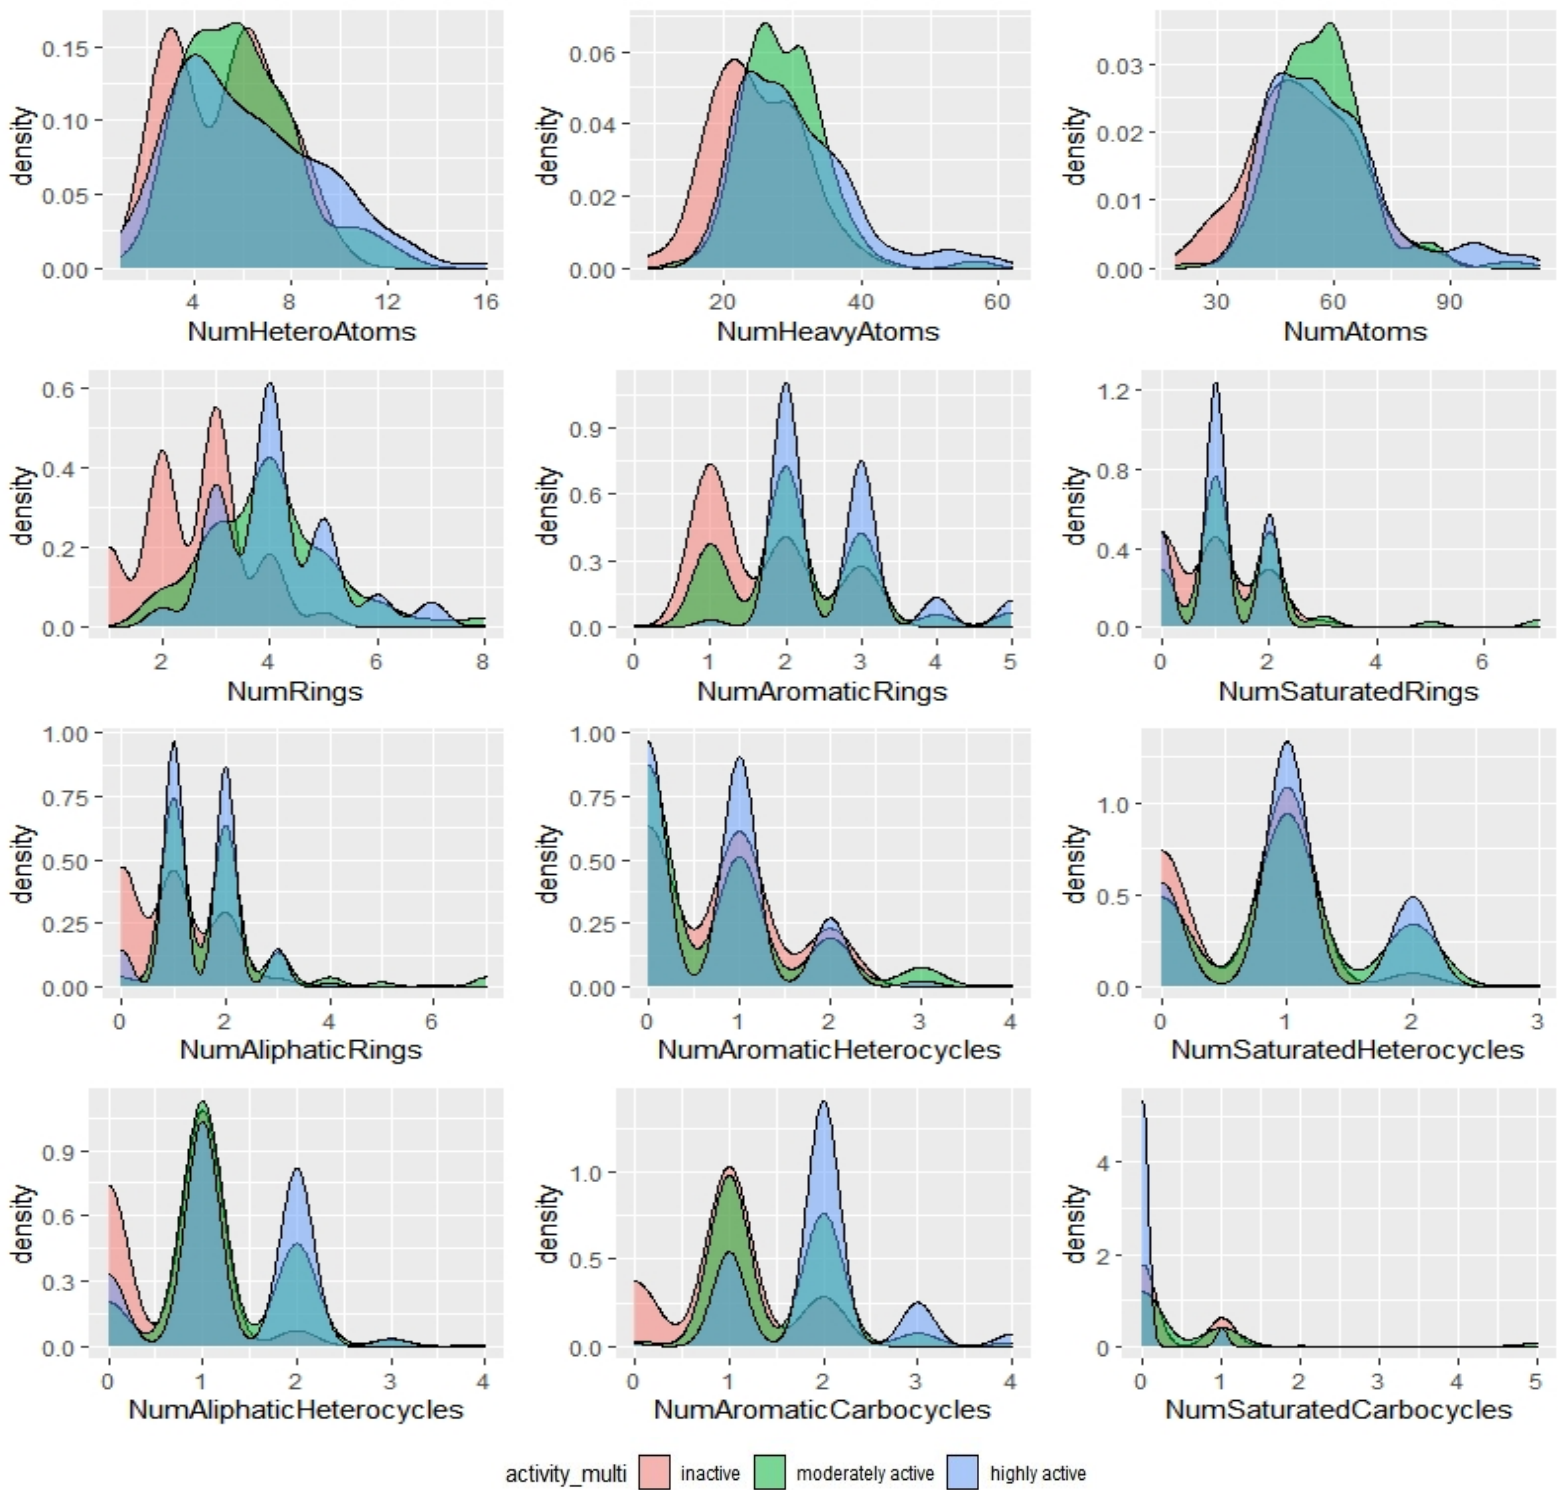 density
0.15
0.10
0.05
0.00
4 8 12 16
NumHeteroAtoms
density
0.06
0.04
0.02
0.00
20 40 60
NumHeavyAtoms
density
0.03
0.02
0.01
0.00
30 60 90
NumAtoms
density
0.6
0.4
0.2
0.0
2 4 6 8
NumRings
density
0.9
0.6
0.3
0.0
0 1 2 3 4 5
NumAromaticRings
density
1.2
0.8
0.4
0.0
0 2 4 6
NumSaturatedRings
density
1.00
0.75
0.50
0.25
0.00
0 2 4 6
NumAliphaticRings
density
1.00
0.75
0.50
0.25
0.00
0 1 2 3 4
NumAromaticHeterocycles
density
1.0
0.5
0.0
0 1 2 3
NumSaturatedHeterocycles
density
0.9
0.6
0.3
0.0
0 1 2 3 4
NumAliphaticHeterocycles
density
1.0
0.5
0.0
0 1 2 3 4
NumAromaticCarbocycles
density
4
2
0
0 1 2 3 4 5
NumSaturatedCarbocycles
activity_multi inactive moderately active highly active